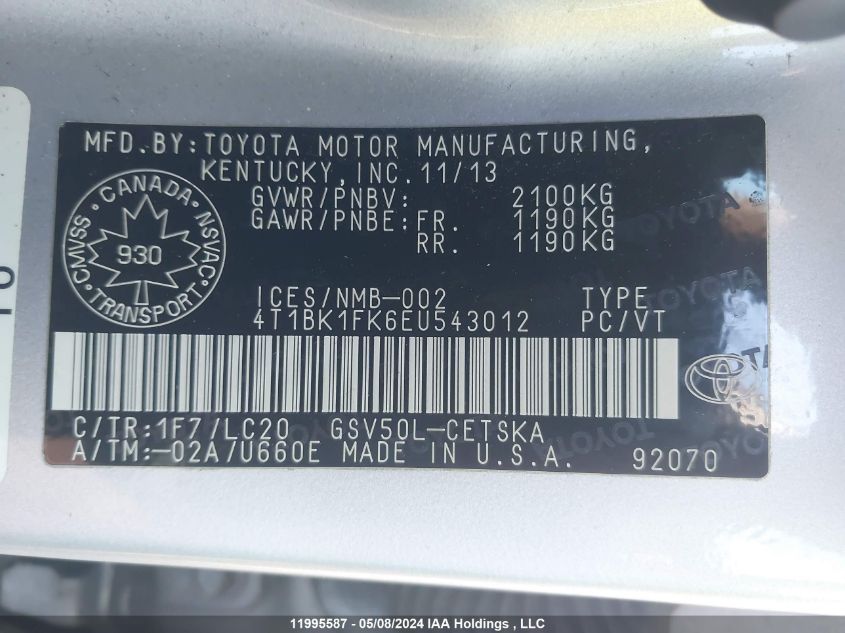 MFD. BY: TOYOTA MOTOR MANUFACTURING,
KENTUCKY, INC. 11/13
GVWR/PNBV: 2100KG
GAWR/PNBE: FR. 1190KG
RR. 1190KG
CANADA
CMVSS 930 NSVAC
TRANSPORT
ICES/NMB-002 TYPE
4T1BK1FK6EU543012 PC/VT
C/TR:1F7/LC20 GSV50L-CETSKA
A/TM:-02A/U660E MADE IN U.S.A. 92070
11995587 - 05/08/2024 IAA Holdings , LLC